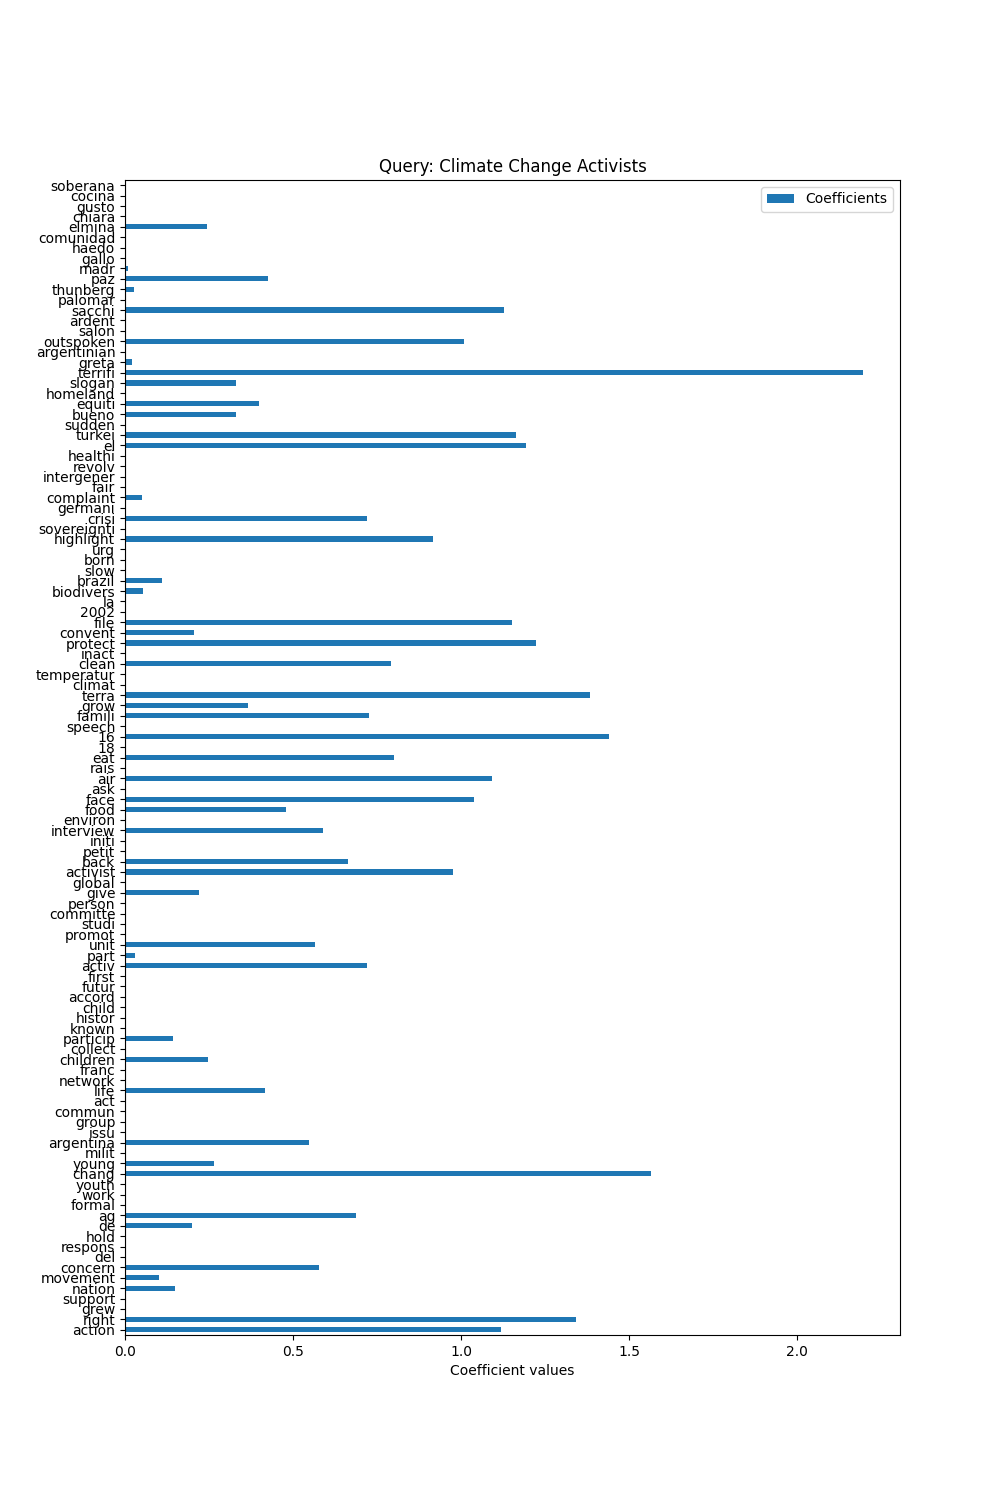 Query: Climate Change Activists
Coefficients
soberana
cocina
gusto
chiara
elmina
comunidad
haedo
gallo
madr
paz
thunberg
palomar
sacchi
ardent
salon
outspoken
argentinian
greta
terrifi
slogan
homeland
equiti
bueno
sudden
turkei
el
healthi
revolv
intergener
fair
complaint
germani
crisi
sovereignti
highlight
urg
born
slow
brazil
biodivers
la
2002
file
convent
protect
inact
clean
temperatur
climat
terra
grow
famili
speech
16
18
eat
rais
air
ask
face
food
environ
interview
initi
petit
back
activist
global
give
person
committe
studi
promot
unit
part
activ
first
futur
accord
child
histor
known
particip
collect
children
franc
network
life
act
commun
group
issu
argentina
milit
young
chang
youth
work
formal
ag
de
hold
respons
del
concern
movement
nation
support
grew
right
action
0.0 0.5 1.0 1.5 2.0
Coefficient values